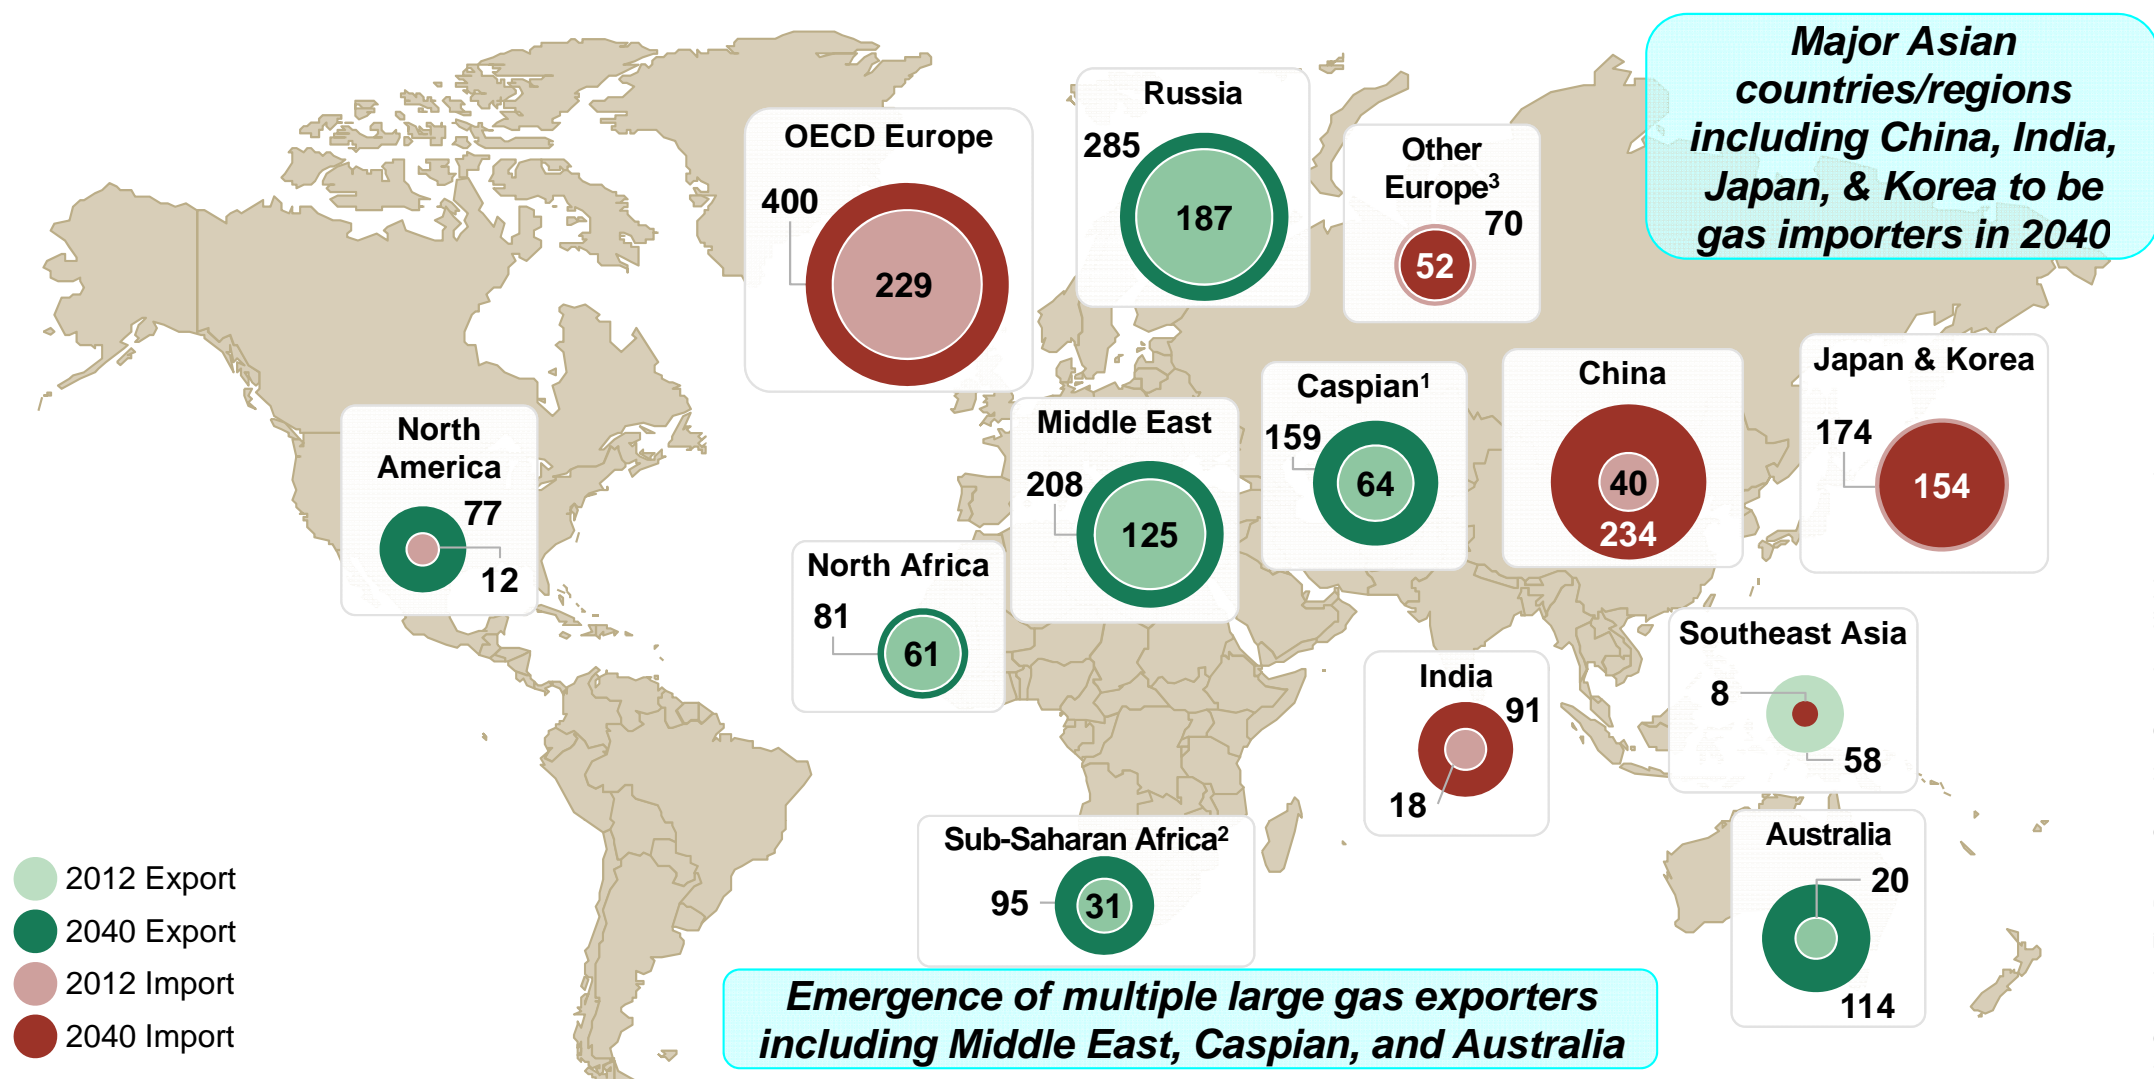 Major Asian
countries/regions
including China, India,
Japan, & Korea to be
gas importers in 2040
Russia
285
187
OECD Europe
400
229
Other
Europe³
70
52
Japan & Korea
174
154
China
40
234
Caspian¹
159
64
Middle East
208
125
North
America
77
12
North Africa
81
61
Southeast Asia
8
58
India
91
18
Sub-Saharan Africa²
95
31
Australia
20
114
2012 Export
2040 Export
2012 Import
2040 Import
Emergence of multiple large gas exporters
including Middle East, Caspian, and Australia